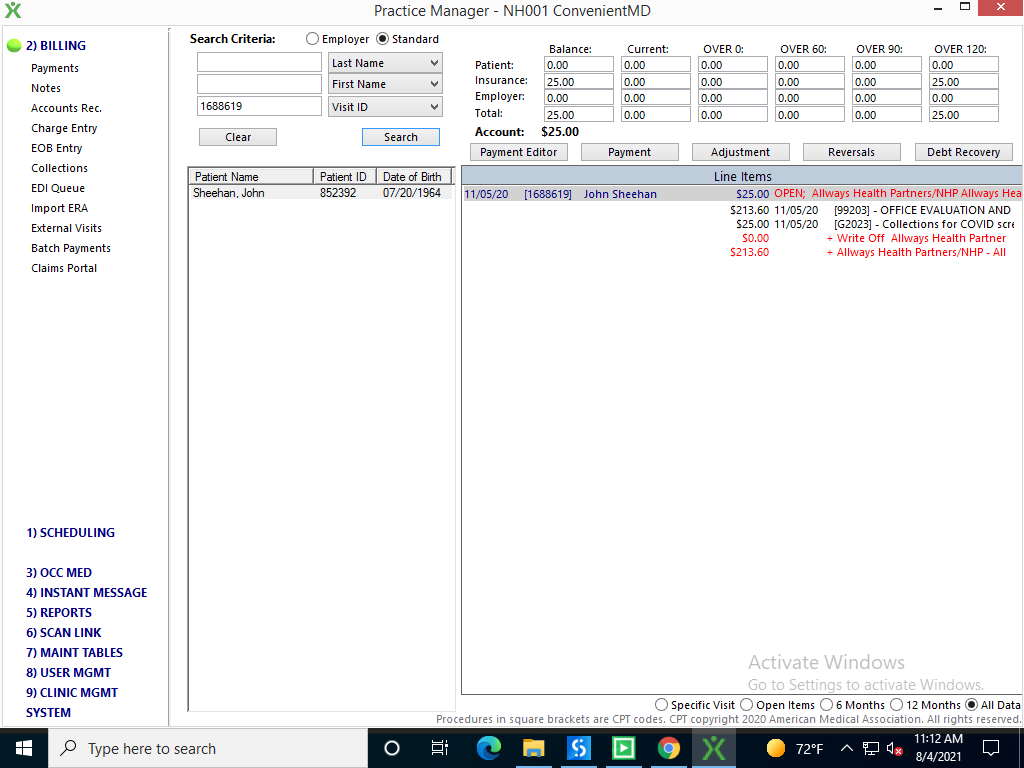 Practice Manager - NH001 ConvenientMD
2) BILLING
Payments
Notes
Accounts Rec.
Charge Entry
EOB Entry
Collections
EDI Queue
Import ERA
External Visits
Batch Payments
Claims Portal
1) SCHEDULING
3) OCC MED
4) INSTANT MESSAGE
5) REPORTS
6) SCAN LINK
7) MAINT TABLES
8) USER MGMT
9) CLINIC MGMT
SYSTEM
Search Criteria: Employer Standard
Last Name
First Name
1688619 Visit ID
Clear Search
Balance: Current: OVER 0: OVER 60: OVER 90: OVER 120:
Patient: 0.00 0.00 0.00 0.00 0.00 0.00
Insurance: 25.00 0.00 0.00 0.00 0.00 25.00
Employer: 0.00 0.00 0.00 0.00 0.00 0.00
Total: 25.00 0.00 0.00 0.00 0.00 25.00
Account: $25.00
Payment Editor Payment Adjustment Reversals Debt Recovery
Patient Name Patient ID Date of Birth
Sheehan, John 852392 07/20/1964
Line Items
11/05/20 [1688619] John Sheehan $25.00 OPEN; Allways Health Partners/NHP Allways Hea
$213.60 11/05/20 [99203] - OFFICE EVALUATION AND
$25.00 11/05/20 [G2023] - Collections for COVID scre
$0.00 + Write Off Allways Health Partner
$213.60 + Allways Health Partners/NHP - All
Activate Windows
Go to Settings to activate Windows.
Specific Visit Open Items 6 Months 12 Months All Data
Procedures in square brackets are CPT codes. CPT copyright 2020 American Medical Association. All rights reserved.
Type here to search
72°F
11:12 AM
8/4/2021